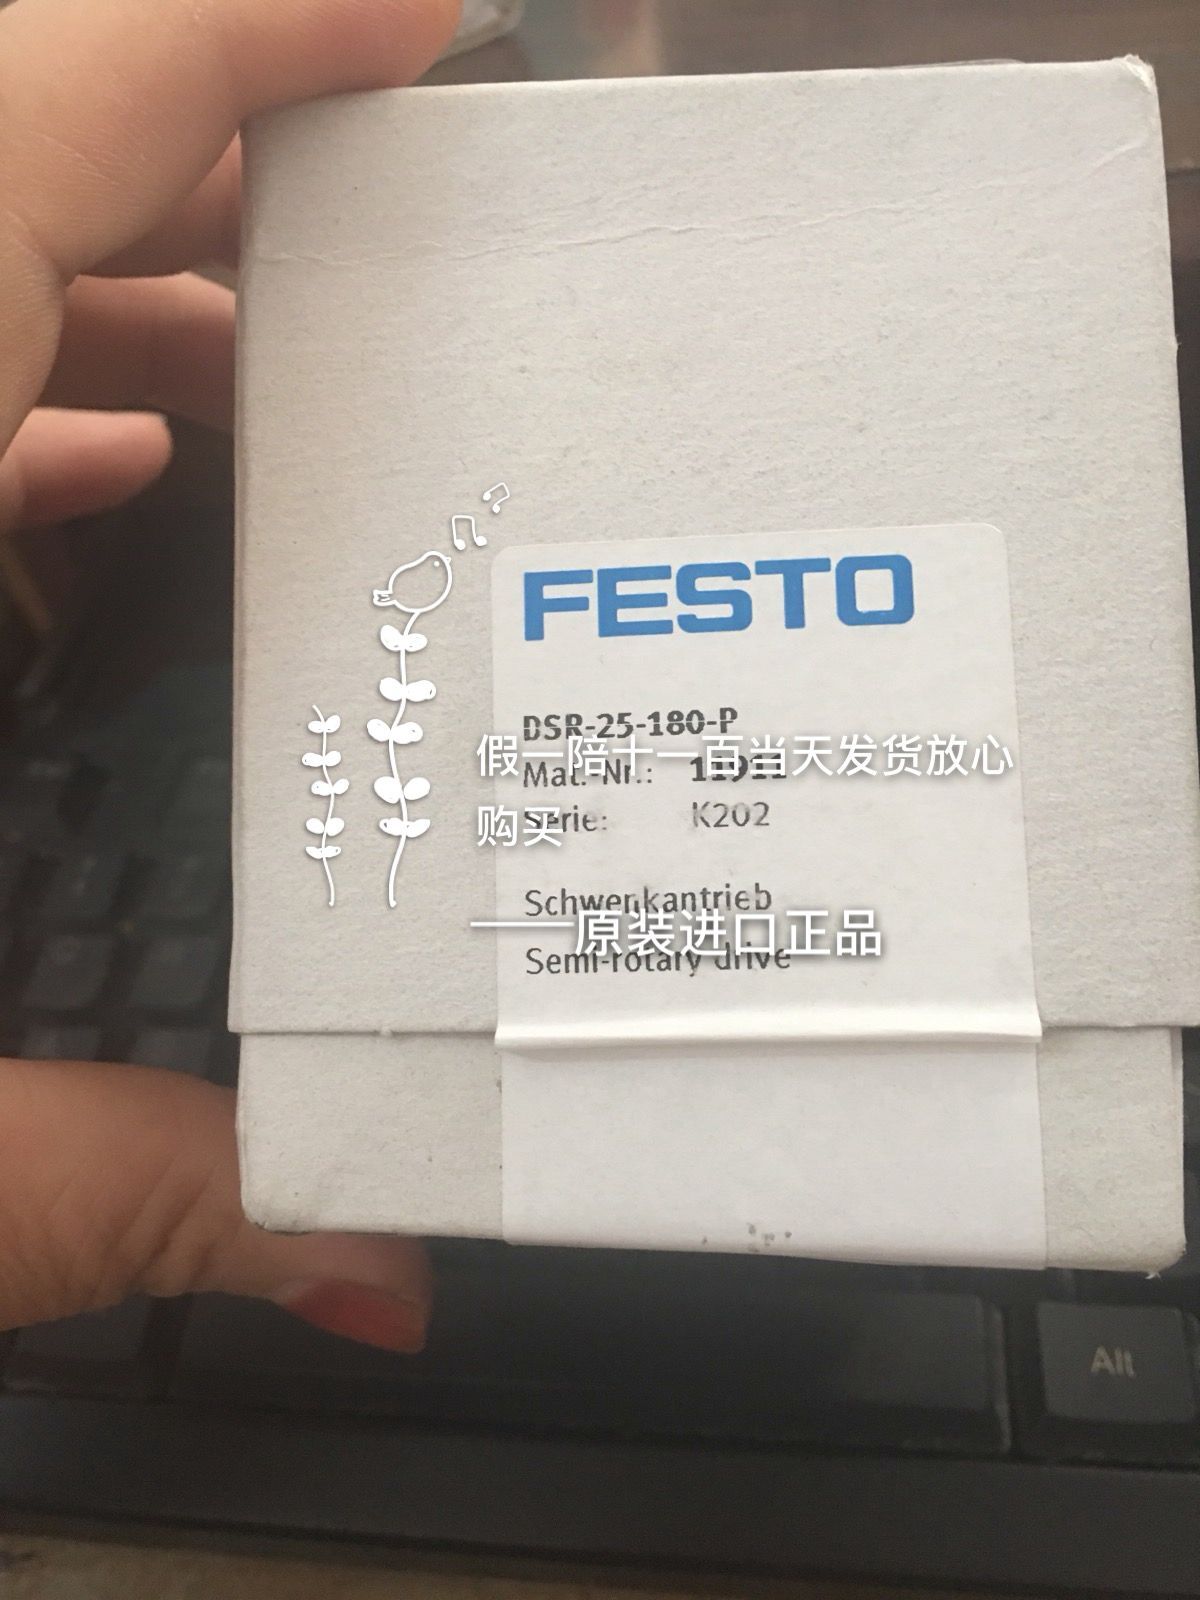 FESTO
DSR-25-180-P
假一陪十一百当天发货放心
Mat.-Nr.: 11911
购买
Serie: K202
Schwenkantrieb
——原装进口正品
Semi-rotary drive
Alt